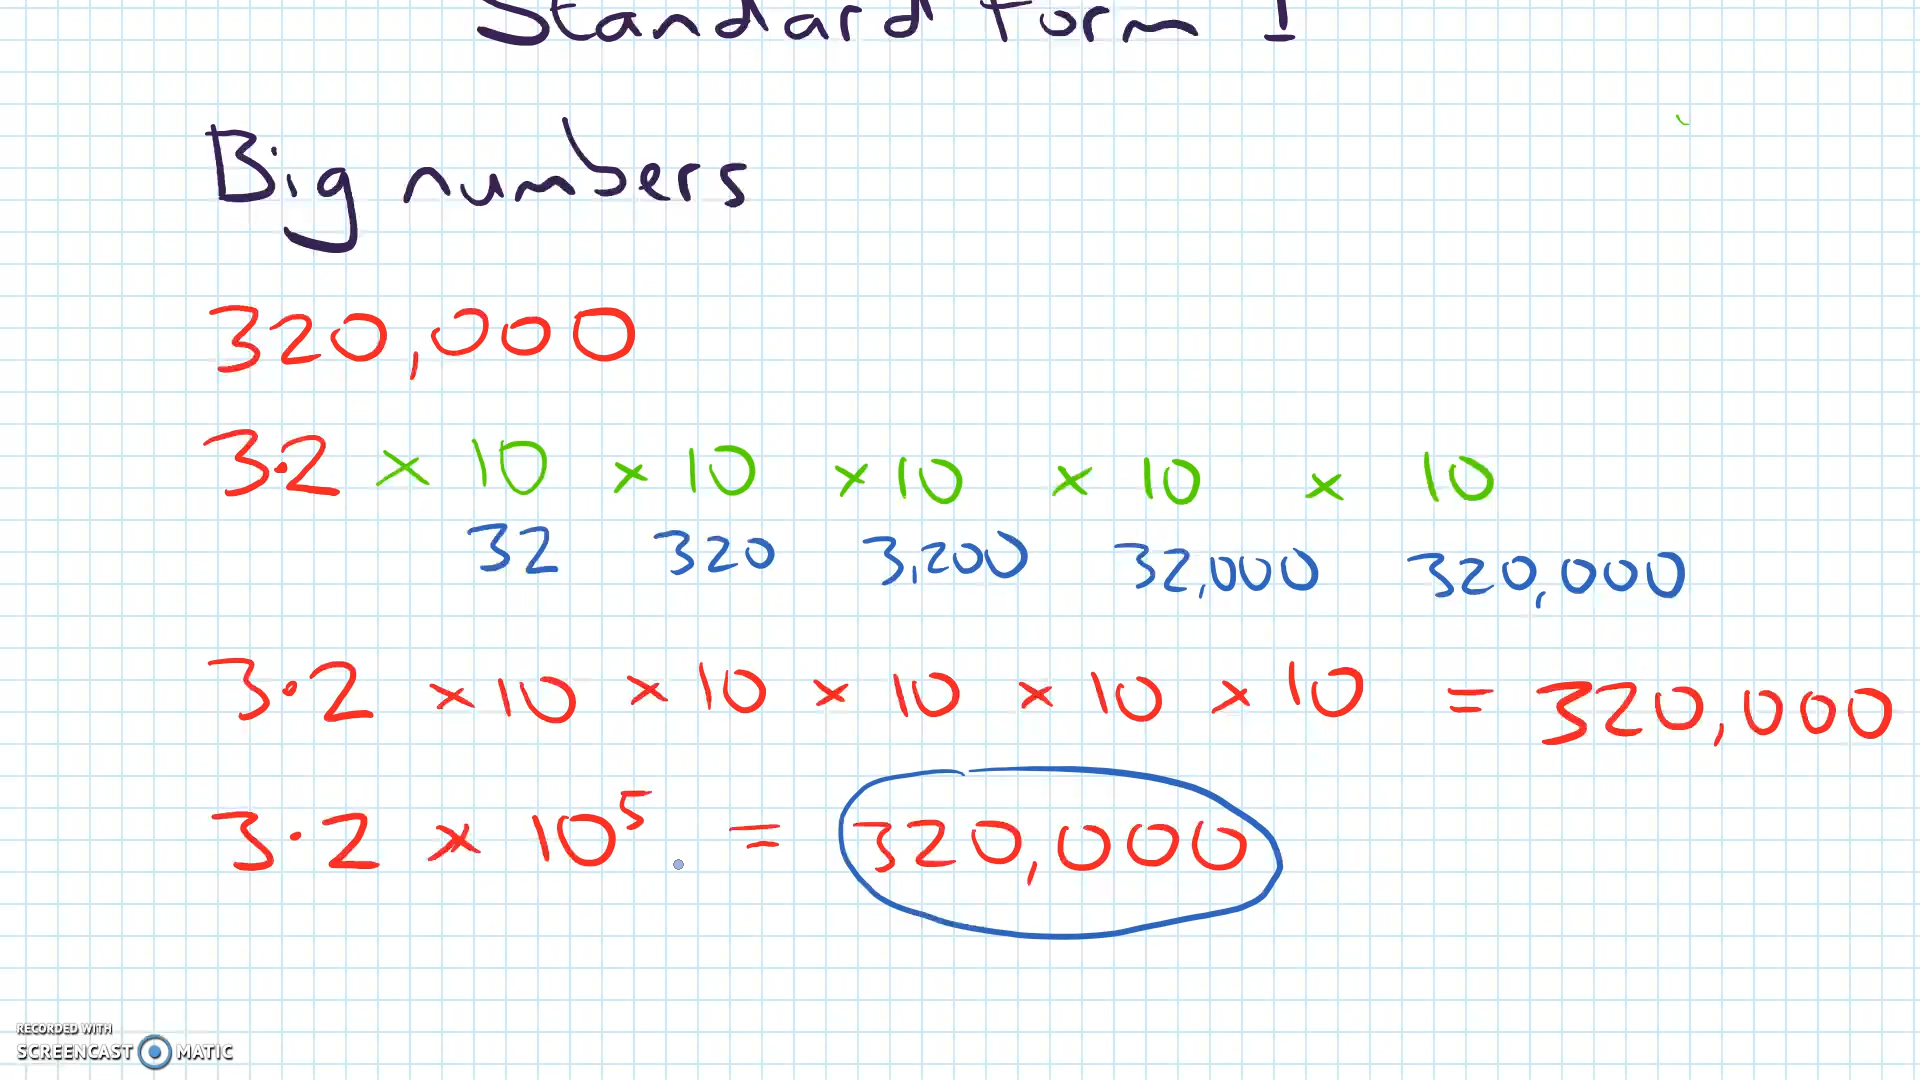 Standard Form 1
Big numbers
320,000
3·2 × 10 × 10 × 10 × 10 × 10
32 320 3,200 32,000 320,000
3·2 × 10 × 10 × 10 × 10 × 10 = 320,000
3·2 × 10⁵ = 320,000
RECORDED WITH
SCREENCAST MATIC